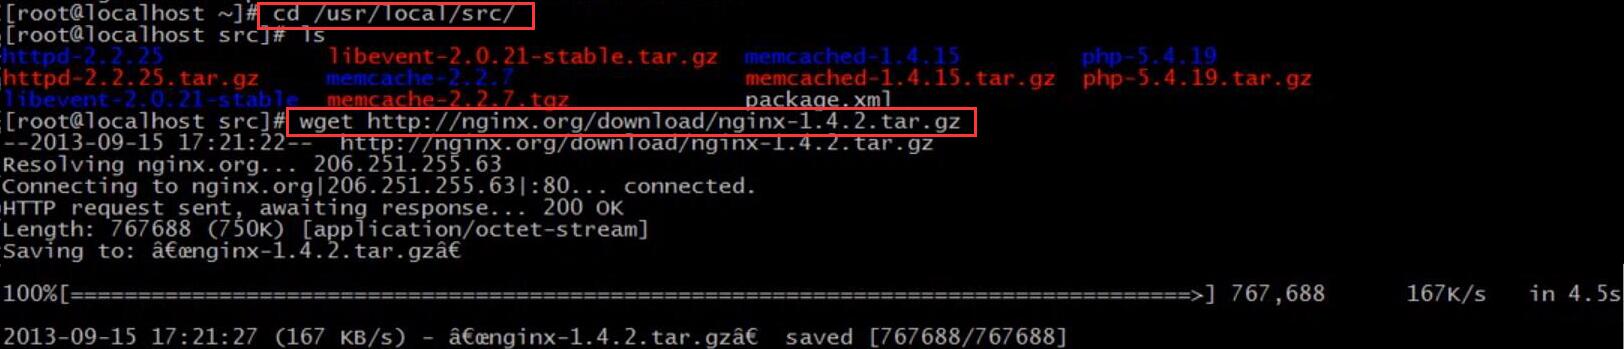 [root@localhost ~]# cd /usr/local/src/
[root@localhost src]# ls
httpd-2.2.25 libevent-2.0.21-stable.tar.gz memcached-1.4.15 php-5.4.19
httpd-2.2.25.tar.gz memcache-2.2.7 memcached-1.4.15.tar.gz php-5.4.19.tar.gz
libevent-2.0.21-stable memcache-2.2.7.tgz package.xml
[root@localhost src]# wget http://nginx.org/download/nginx-1.4.2.tar.gz
--2013-09-15 17:21:22-- http://nginx.org/download/nginx-1.4.2.tar.gz
Resolving nginx.org... 206.251.255.63
Connecting to nginx.org|206.251.255.63|:80... connected.
HTTP request sent, awaiting response... 200 OK
Length: 767688 (750K) [application/octet-stream]
Saving to: “nginx-1.4.2.tar.gzâ€
100%[===================================================================================>] 767,688 167K/s in 4.5s
2013-09-15 17:21:27 (167 KB/s) - “nginx-1.4.2.tar.gzâ€ saved [767688/767688]